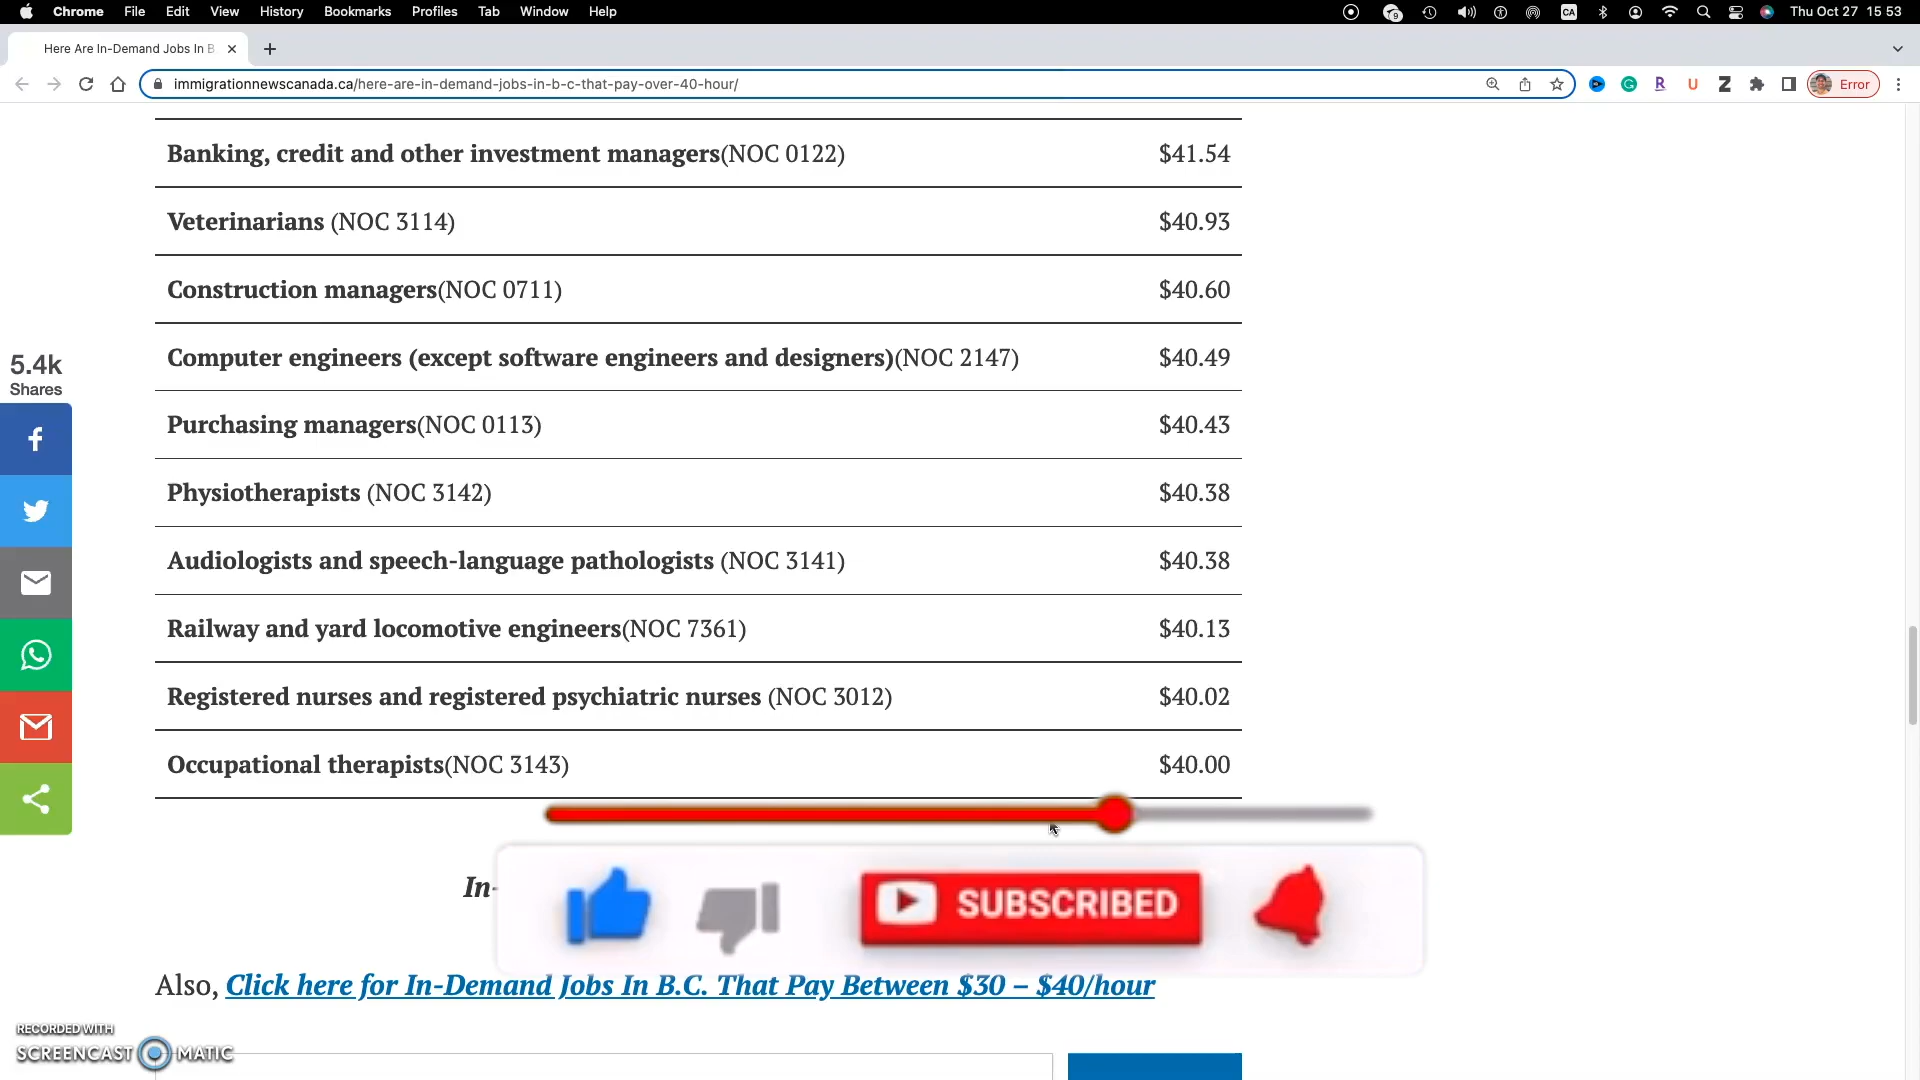 Chrome File Edit View History Bookmarks Profiles Tab Window Help 9 CA Thu Oct 27 15 53
Here Are In-Demand Jobs In B
immigrationnewscanada.ca/here-are-in-demand-jobs-in-b-c-that-pay-over-40-hour/ R U Z Error
Banking, credit and other investment managers(NOC 0122) $41.54
Veterinarians (NOC 3114) $40.93
Construction managers(NOC 0711) $40.60
Computer engineers (except software engineers and designers)(NOC 2147) $40.49
Purchasing managers(NOC 0113) $40.43
Physiotherapists (NOC 3142) $40.38
Audiologists and speech-language pathologists (NOC 3141) $40.38
Railway and yard locomotive engineers(NOC 7361) $40.13
Registered nurses and registered psychiatric nurses (NOC 3012) $40.02
Occupational therapists(NOC 3143) $40.00
5.4k
Shares
In-
SUBSCRIBED
Also, Click here for In-Demand Jobs In B.C. That Pay Between $30 – $40/hour
RECORDED WITH
SCREENCAST MATIC